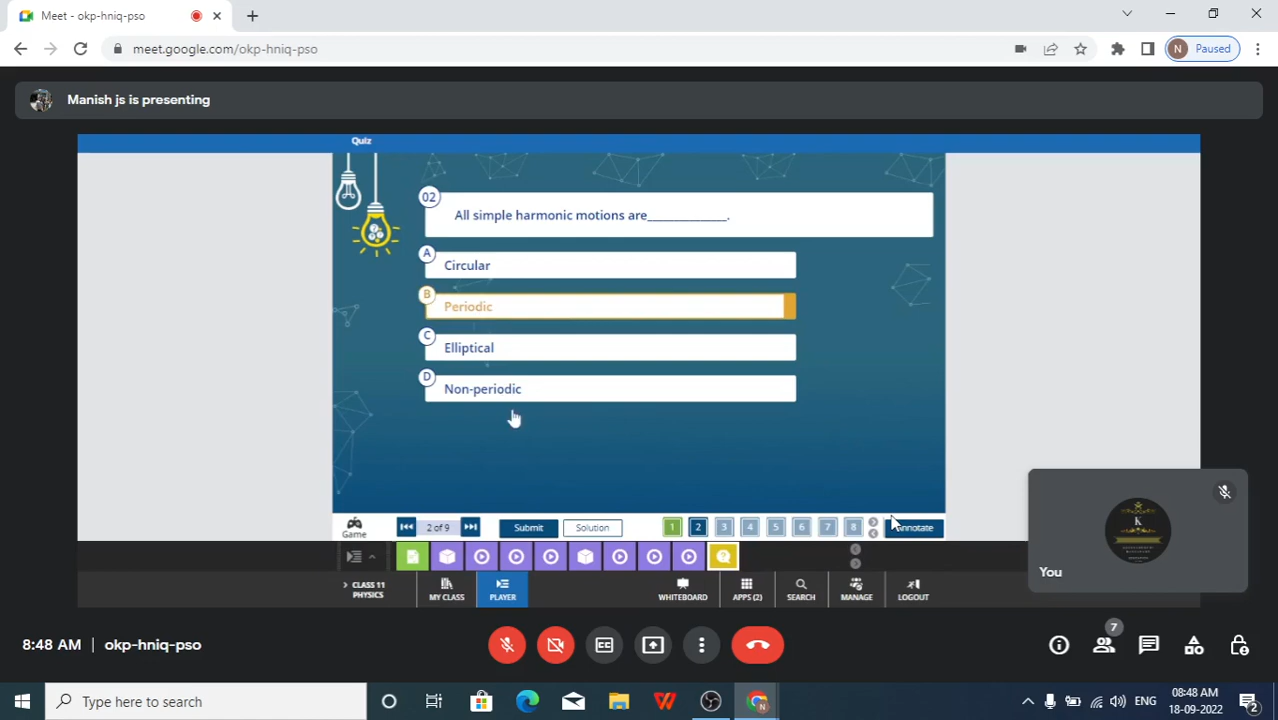 Meet - okp-hniq-pso
meet.google.com/okp-hniq-pso
N Paused
Manish js is presenting
Quiz
02
All simple harmonic motions are______________.
A
Circular
B
Periodic
C
Elliptical
D
Non-periodic
Game
2 of 9
Submit
Solution
1 2 3 4 5 6 7 8
Annotate
K
You
CLASS 11
PHYSICS
MY CLASS
PLAYER
WHITEBOARD
APPS (2)
SEARCH
MANAGE
LOGOUT
8:48 AM
okp-hniq-pso
7
Type here to search
ENG
08:48 AM
18-09-2022
2